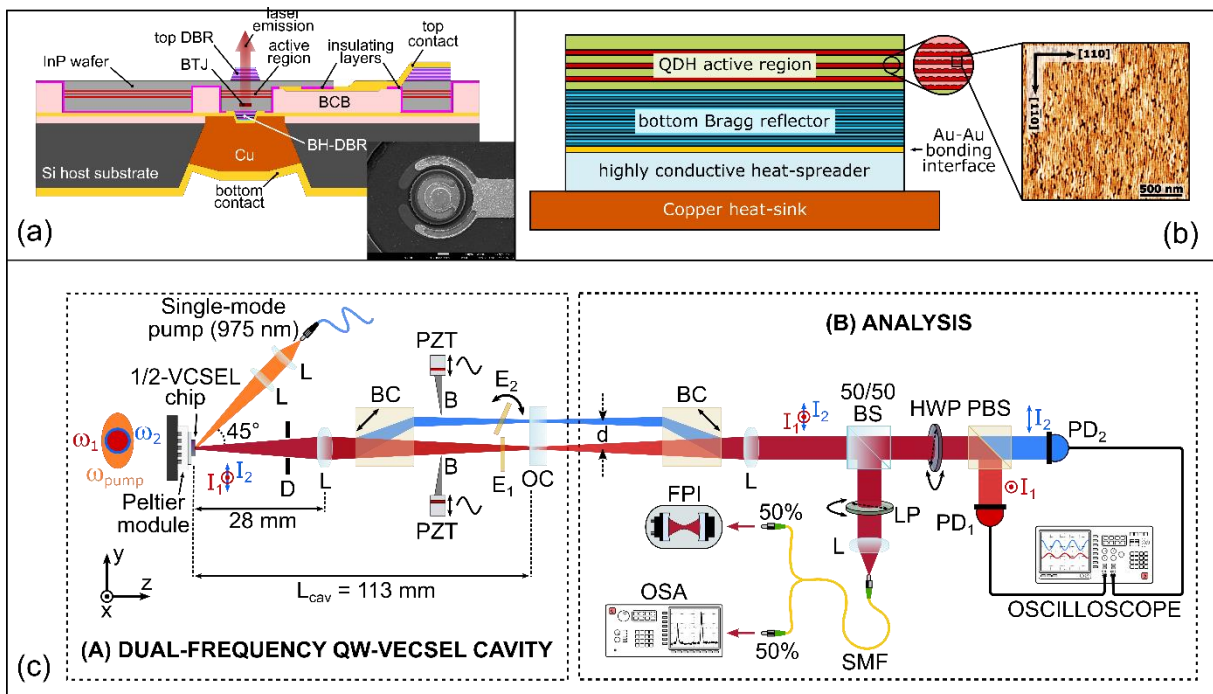 (a)
laser
emission
top DBR
active
region
insulating
layers
top
contact
InP wafer
BTJ
BCB
BH-DBR
Cu
Si host substrate
bottom
contact
QDH active region
bottom Bragg reflector
highly conductive heat-spreader
Copper heat-sink
Au-Au
bonding
interface
[110]
[1̄10]
500 nm
(b)
Single-mode
pump (975 nm)
1/2-VCSEL
chip
L
L
45°
ω₁
ω₂
ωpump
Peltier
module
I₁
I₂
D
L
28 mm
BC
PZT
B
B
PZT
E₂
E₁
OC
d
Lcav = 113 mm
y
x
z
(A) DUAL-FREQUENCY QW-VECSEL CAVITY
(c)
(B) ANALYSIS
BC
L
I₁
I₂
50/50
BS
HWP
PBS
I₂
PD₂
I₁
PD₁
LP
L
FPI
50%
OSA
50%
SMF
OSCILLOSCOPE